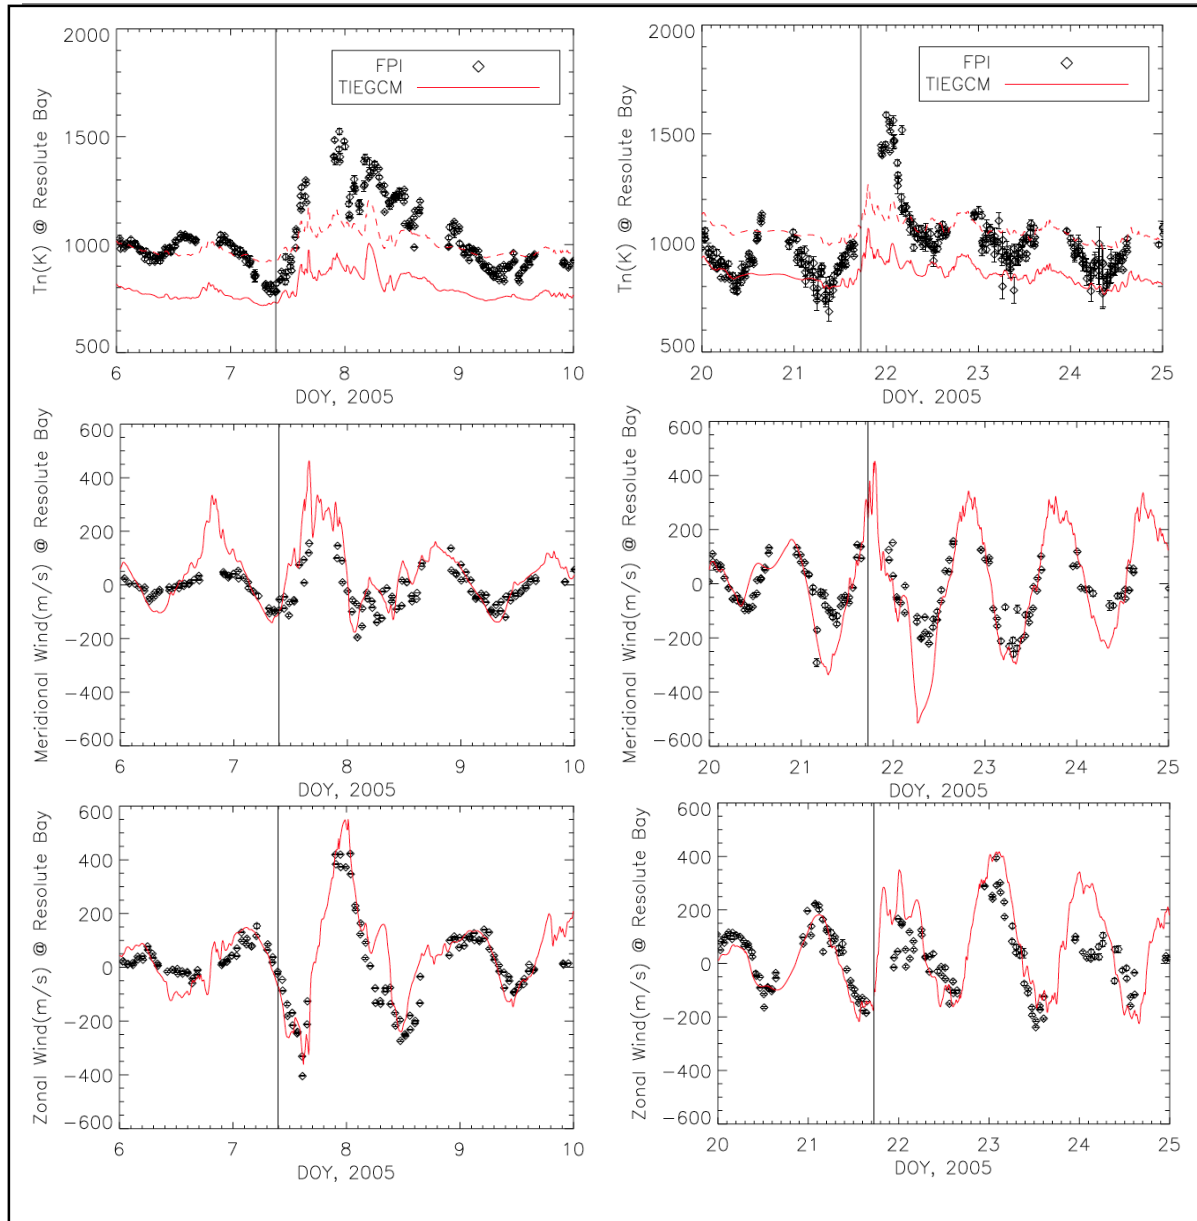 Tn(K) @ Resolute Bay
2000
1500
1000
500
FPI
TIEGCM
6 7 8 9 10
DOY, 2005
Tn(K) @ Resolute Bay
2000
1500
1000
500
FPI
TIEGCM
20 21 22 23 24 25
DOY, 2005
Meridional Wind(m/s) @ Resolute Bay
600
400
200
0
−200
−400
−600
6 7 8 9 10
DOY, 2005
Meridional Wind(m/s) @ Resolute Bay
600
400
200
0
−200
−400
−600
20 21 22 23 24 25
DOY, 2005
Zonal Wind(m/s) @ Resolute Bay
600
400
200
0
−200
−400
−600
6 7 8 9 10
DOY, 2005
Zonal Wind(m/s) @ Resolute Bay
600
400
200
0
−200
−400
−600
20 21 22 23 24 25
DOY, 2005